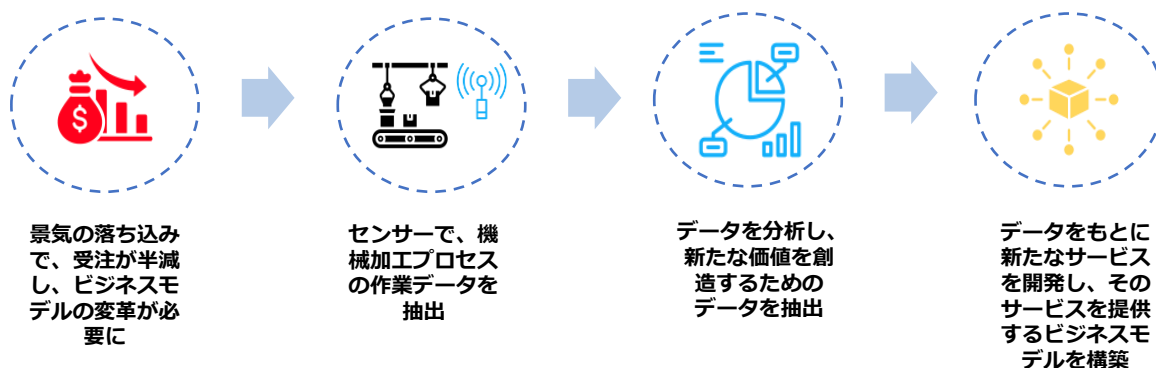 $
景気の落ち込み
で、受注が半減
し、ビジネスモ
デルの変革が必
要に
センサーで、機
械加工プロセス
の作業データを
抽出
データを分析し、
新たな価値を創
造するための
データを抽出
データをもとに
新たなサービス
を開発し、その
サービスを提供
するビジネスモ
デルを構築